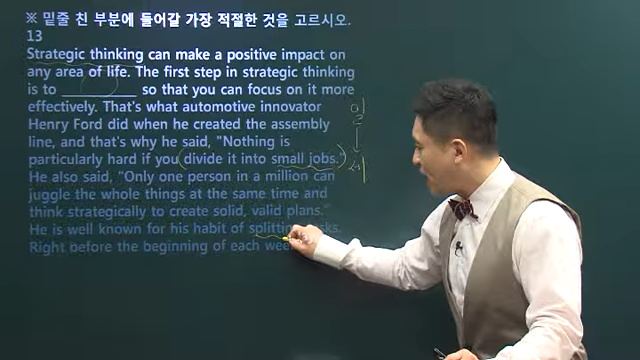 ※ 밑줄 친 부분에 들어갈 가장 적절한 것을 고르시오.
13
Strategic thinking can make a positive impact on
any area of life. The first step in strategic thinking
is to ____________ so that you can focus on it more
effectively. That's what automotive innovator
Henry Ford did when he created the assembly
line, and that's why he said, "Nothing is
particularly hard if you divide it into small jobs."
He also said, "Only one person in a million can
juggle the whole things at the same time and
think strategically to create solid, valid plans."
He is well known for his habit of splitting
Right before the beginning of each